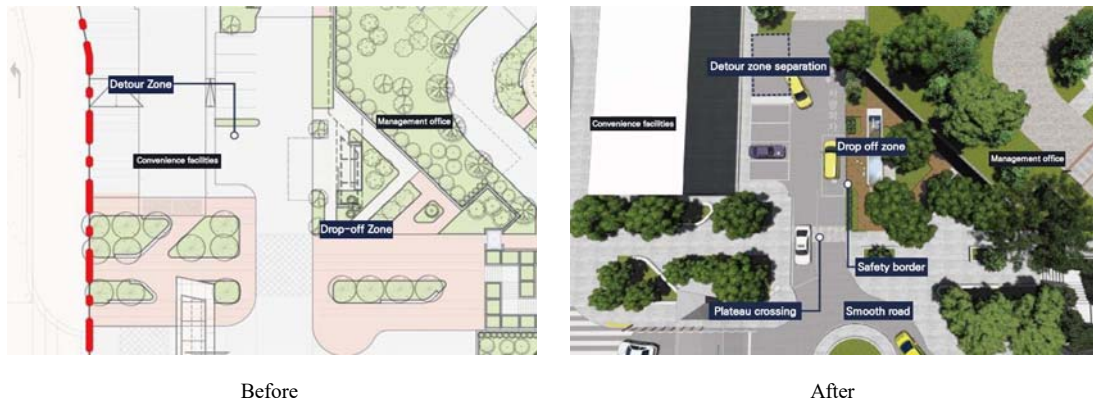 Detour Zone
Management office
Convenience facilities
Drop-off Zone
Detour zone separation
Convenience facilities
Drop off zone
Management office
Safety border
Plateau crossing
Smooth road
Before
After